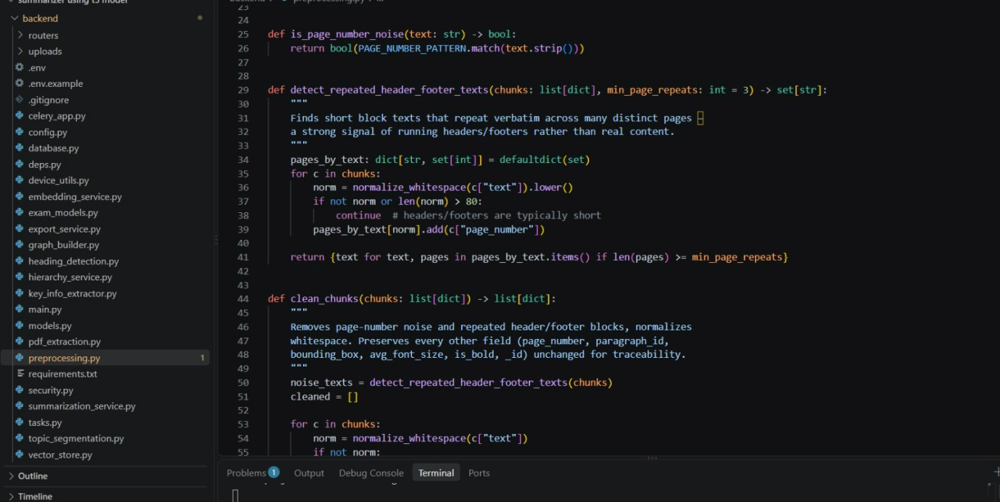 summarizer using t5 model
backend
routers
uploads
.env
.env.example
.gitignore
celery_app.py
config.py
database.py
deps.py
device_utils.py
embedding_service.py
exam_models.py
export_service.py
graph_builder.py
heading_detection.py
hierarchy_service.py
key_info_extractor.py
main.py
models.py
pdf_extraction.py
preprocessing.py 1
requirements.txt
security.py
summarization_service.py
tasks.py
topic_segmentation.py
vector_store.py
Outline
Timeline
backend > preprocessing.py > ...
23
24
25 def is_page_number_noise(text: str) -> bool:
26 return bool(PAGE_NUMBER_PATTERN.match(text.strip()))
27
28
29 def detect_repeated_header_footer_texts(chunks: list[dict], min_page_repeats: int = 3) -> set[str]:
30 """
31 Finds short block texts that repeat verbatim across many distinct pages –
32 a strong signal of running headers/footers rather than real content.
33 """
34 pages_by_text: dict[str, set[int]] = defaultdict(set)
35 for c in chunks:
36 norm = normalize_whitespace(c["text"]).lower()
37 if not norm or len(norm) > 80:
38 continue # headers/footers are typically short
39 pages_by_text[norm].add(c["page_number"])
40
41 return {text for text, pages in pages_by_text.items() if len(pages) >= min_page_repeats}
42
43
44 def clean_chunks(chunks: list[dict]) -> list[dict]:
45 """
46 Removes page-number noise and repeated header/footer blocks, normalizes
47 whitespace. Preserves every other field (page_number, paragraph_id,
48 bounding_box, avg_font_size, is_bold, _id) unchanged for traceability.
49 """
50 noise_texts = detect_repeated_header_footer_texts(chunks)
51 cleaned = []
52
53 for c in chunks:
54 norm = normalize_whitespace(c["text"])
55 if not norm:
Problems 1 Output Debug Console Terminal Ports